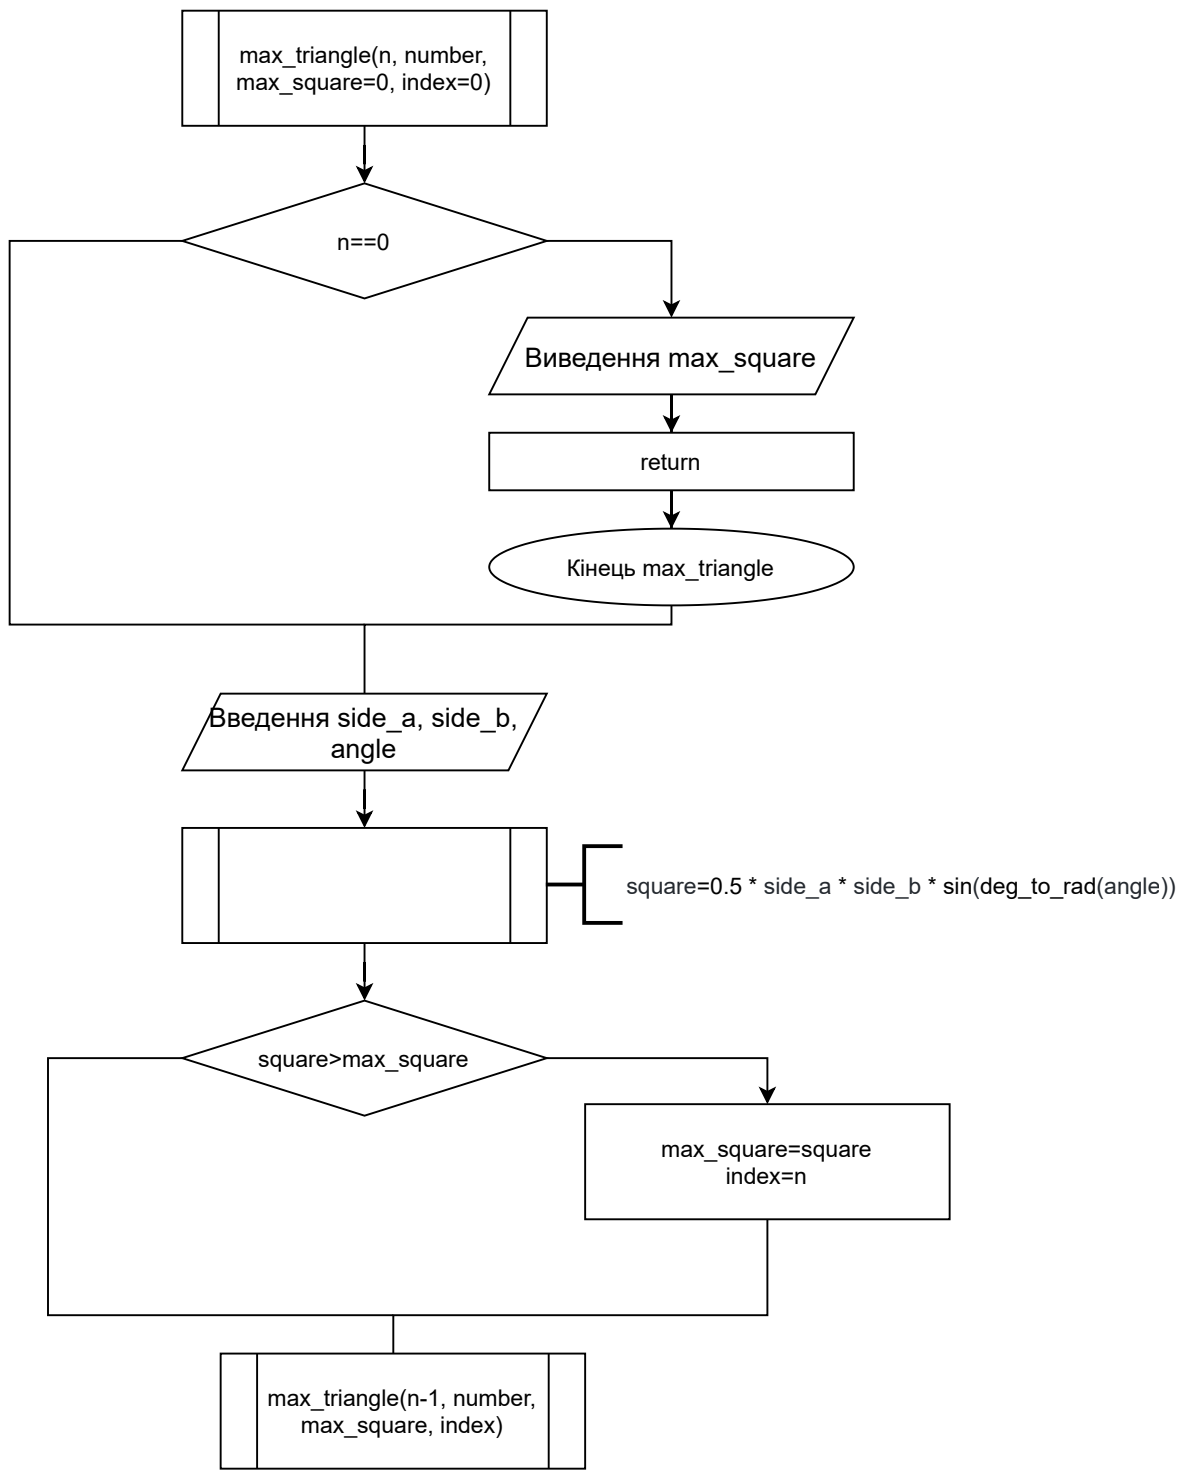 max_triangle(n, number,
max_square=0, index=0)
n==0
Виведення max_square
return
Кінець max_triangle
Введення side_a, side_b,
angle
square=0.5 * side_a * side_b * sin(deg_to_rad(angle))
square>max_square
max_square=square
index=n
max_triangle(n-1, number,
max_square, index)